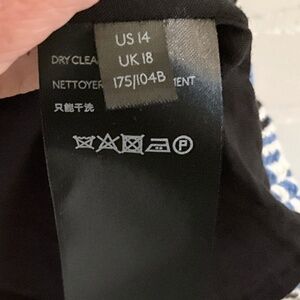 US 14
UK 18
175/104B
DRY CLEA
NETTOYER MENT
只能干洗
P